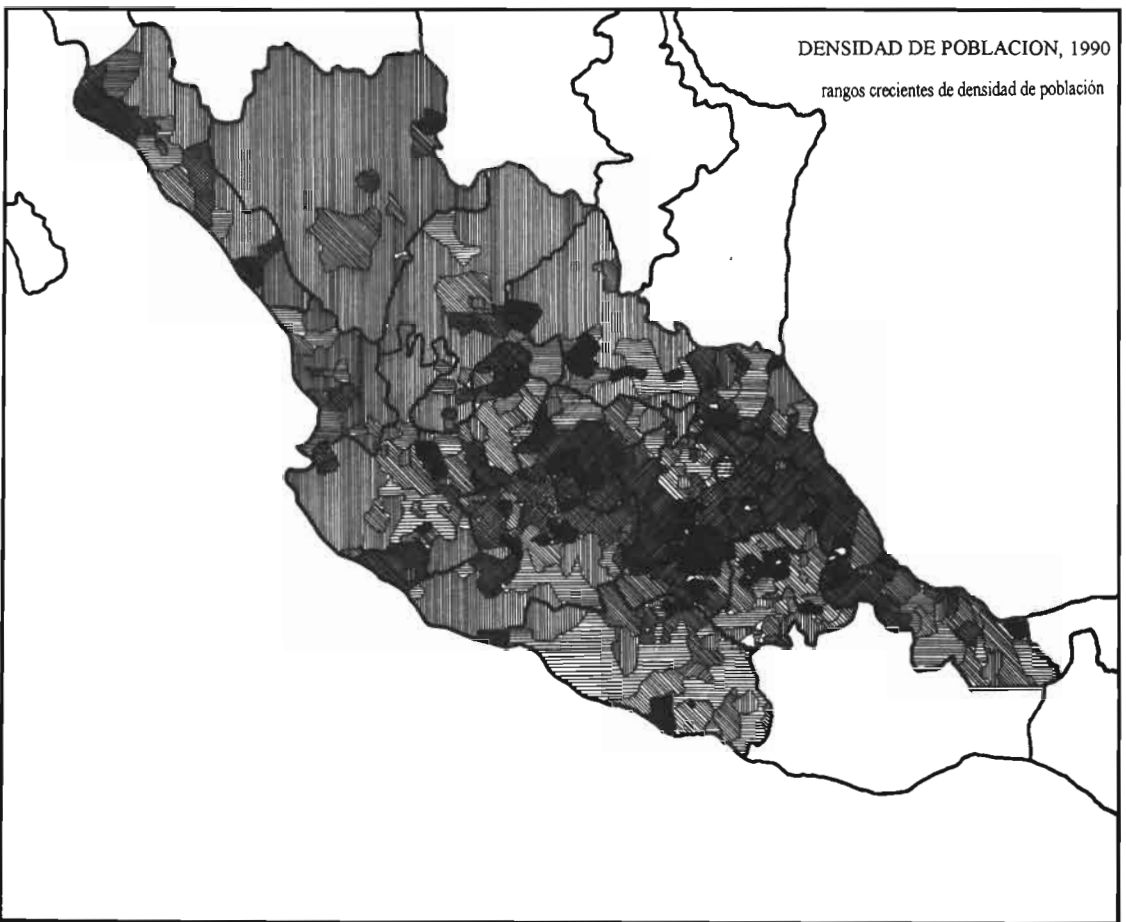 DENSIDAD DE POBLACION, 1990
rangos crecientes de densidad de población